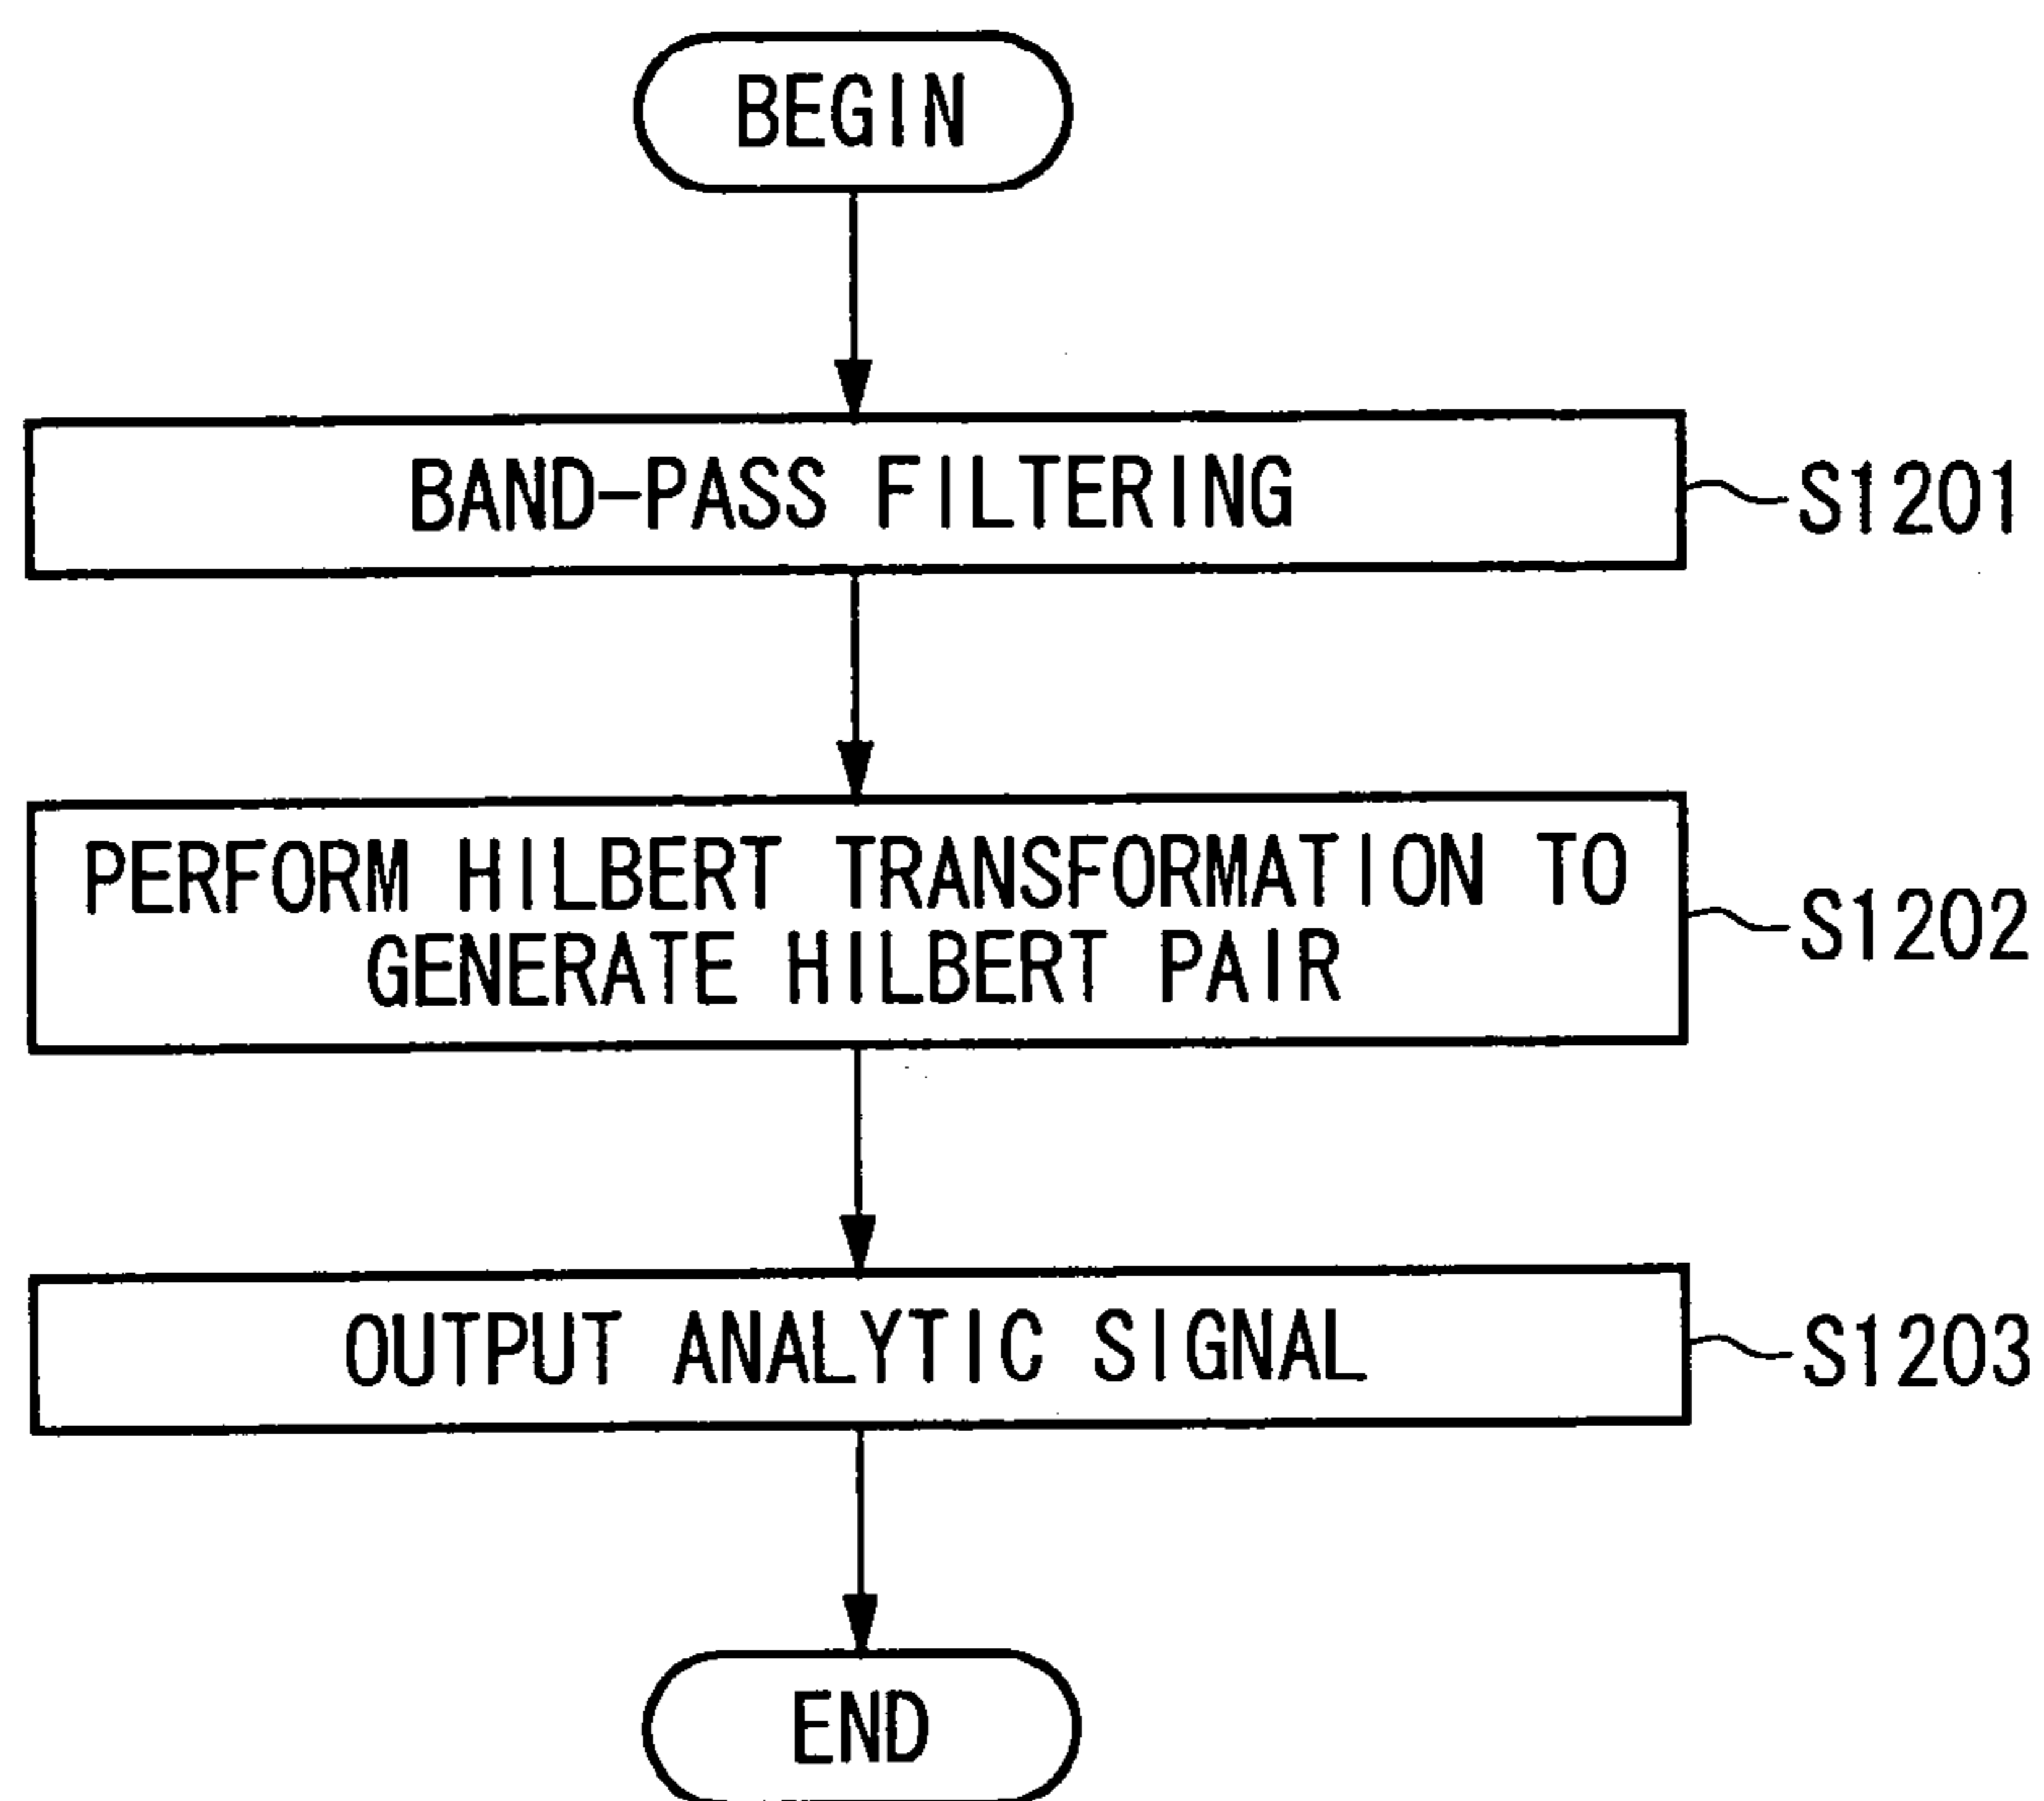 BEGIN
BAND-PASS FILTERING
S1201
PERFORM HILBERT TRANSFORMATION TO
GENERATE HILBERT PAIR
S1202
OUTPUT ANALYTIC SIGNAL
S1203
END